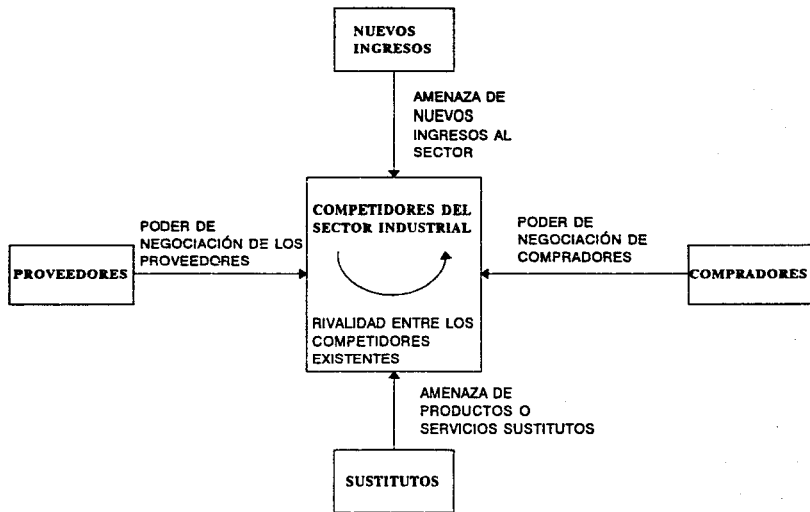 NUEVOS
INGRESOS
AMENAZA DE
NUEVOS
INGRESOS AL
SECTOR
COMPETIDORES DEL
SECTOR INDUSTRIAL
PODER DE
NEGOCIACIÓN DE LOS
PROVEEDORES
PROVEEDORES
PODER DE
NEGOCIACIÓN DE
COMPRADORES
COMPRADORES
RIVALIDAD ENTRE LOS
COMPETIDORES
EXISTENTES
AMENAZA DE
PRODUCTOS O
SERVICIOS SUSTITUTOS
SUSTITUTOS